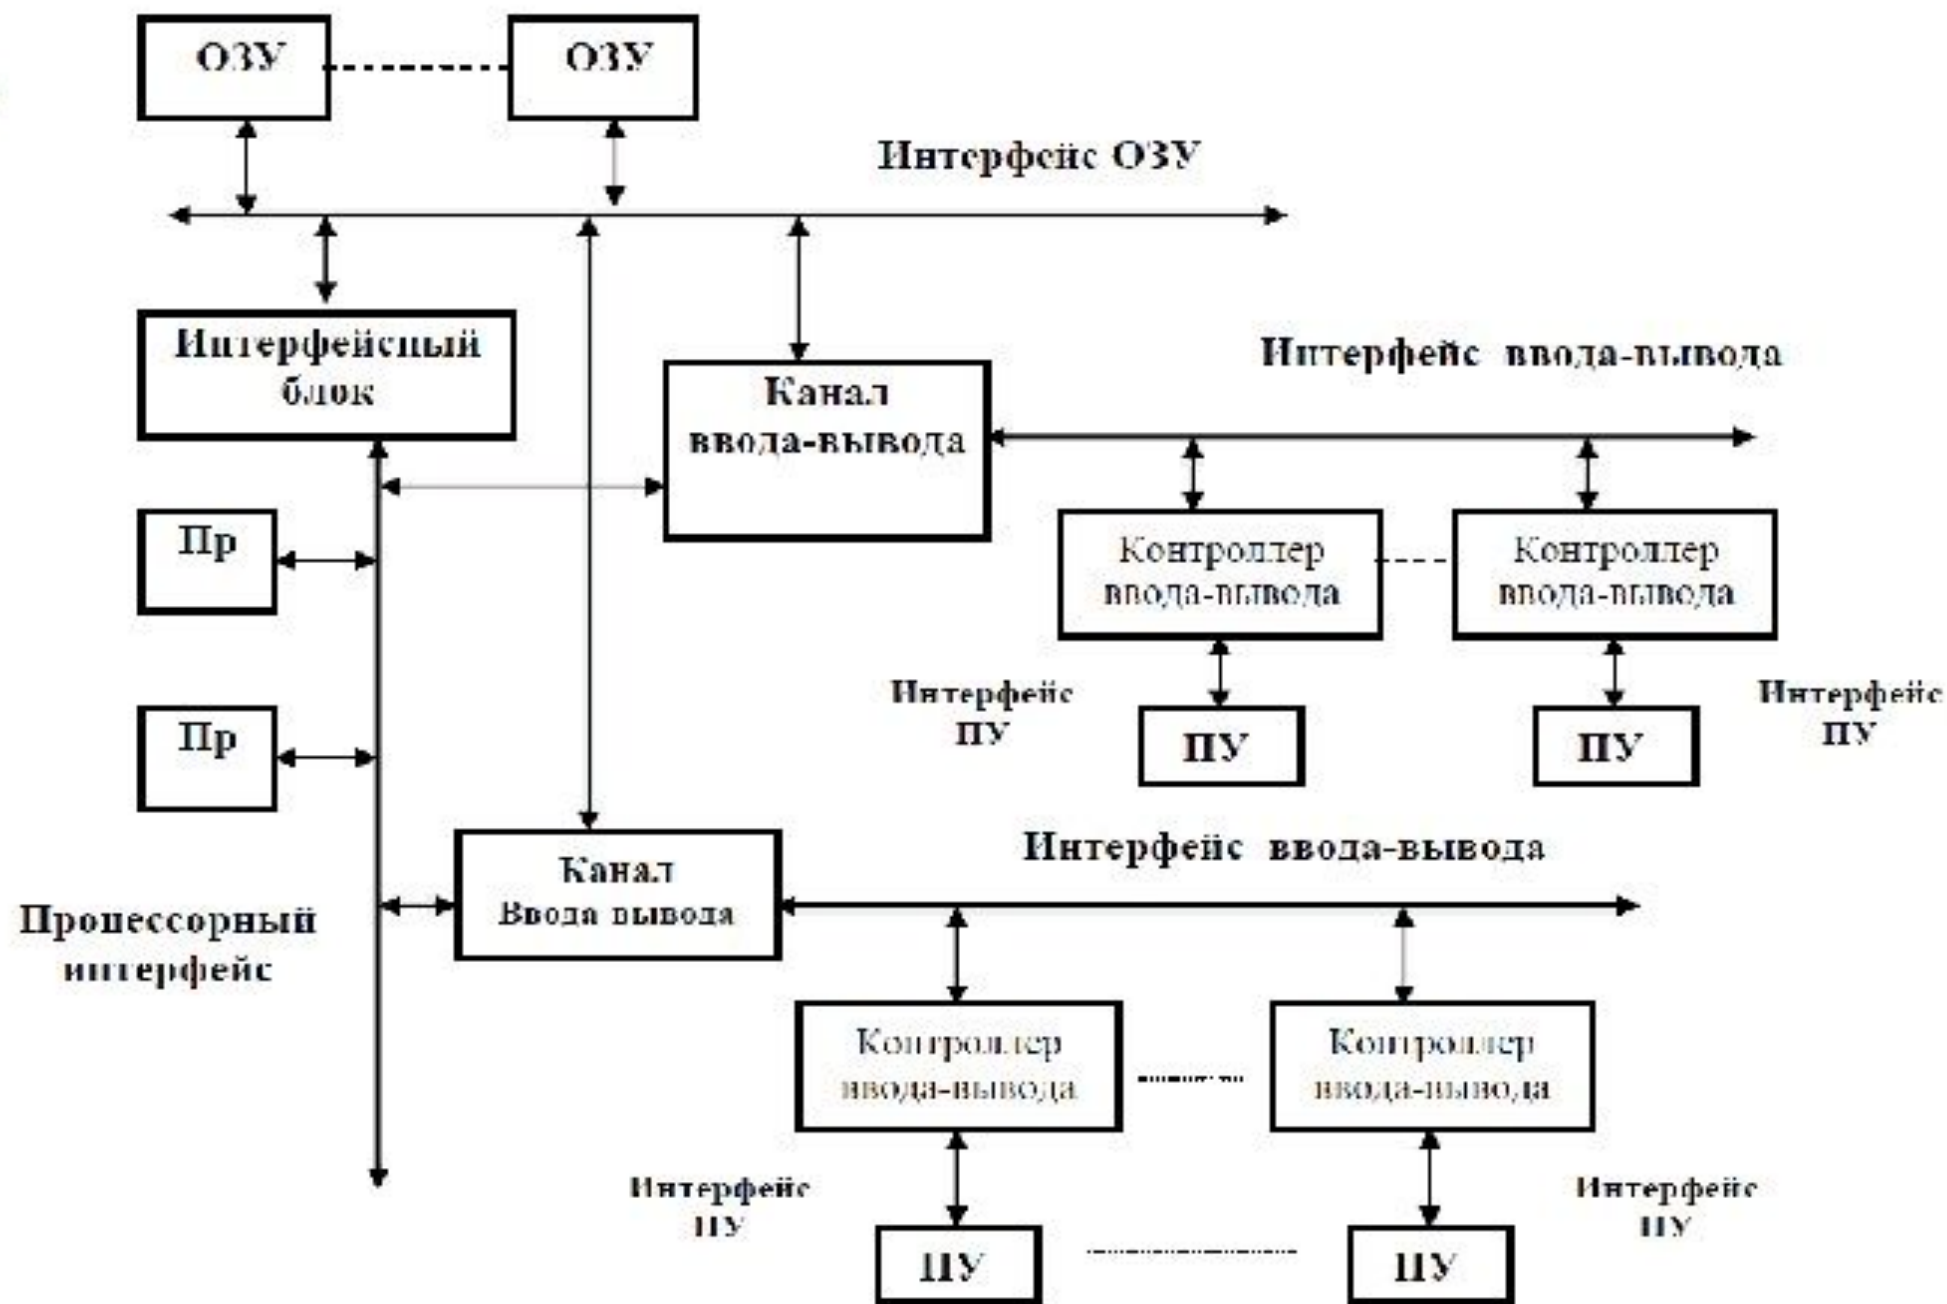 ОЗУ
ОЗУ
Интерфейс ОЗУ
Интерфейсный
блок
Канал
ввода-вывода
Интерфейс ввода-вывода
Пр
Контроллер
ввода-вывода
Контроллер
ввода-вывода
Пр
Интерфейс
ПУ
ПУ
ПУ
Интерфейс
ПУ
Интерфейс ввода-вывода
Канал
Ввода вывода
Процессорный
интерфейс
Контроллер
ввода-вывода
Контроллер
ввода-вывода
Интерфейс
ПУ
ПУ
ПУ
Интерфейс
ПУ